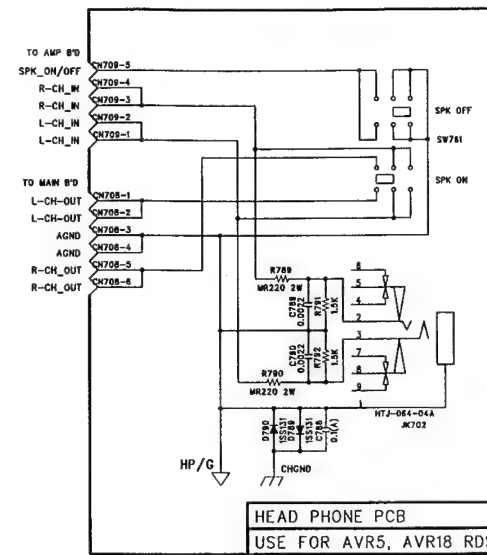 TO AMP B'D
SPK_ON/OFF CN709-5
R-CH_IN CN709-4
R-CH_IN CN709-3
L-CH_IN CN709-2
L-CH_IN CN709-1
SPK OFF
SW761
SPK ON
TO MAIN B'D
L-CH-OUT CN708-1
L-CH-OUT CN708-2
AGND CN708-3
AGND CN708-4
R-CH_OUT CN708-5
R-CH_OUT CN708-6
R789
MR220 2W
C789
0.0022
R791
1.5K
C790
0.0022
R792
1.5K
R790
MR220 2W
6
5
4
2
3
7
8
9
1
HTJ-064-04A
JK702
D790
1SS131
D789
1SS131
C788
0.1(A)
HP/G
CHGND
HEAD PHONE PCB
USE FOR AVR5, AVR18 RDS